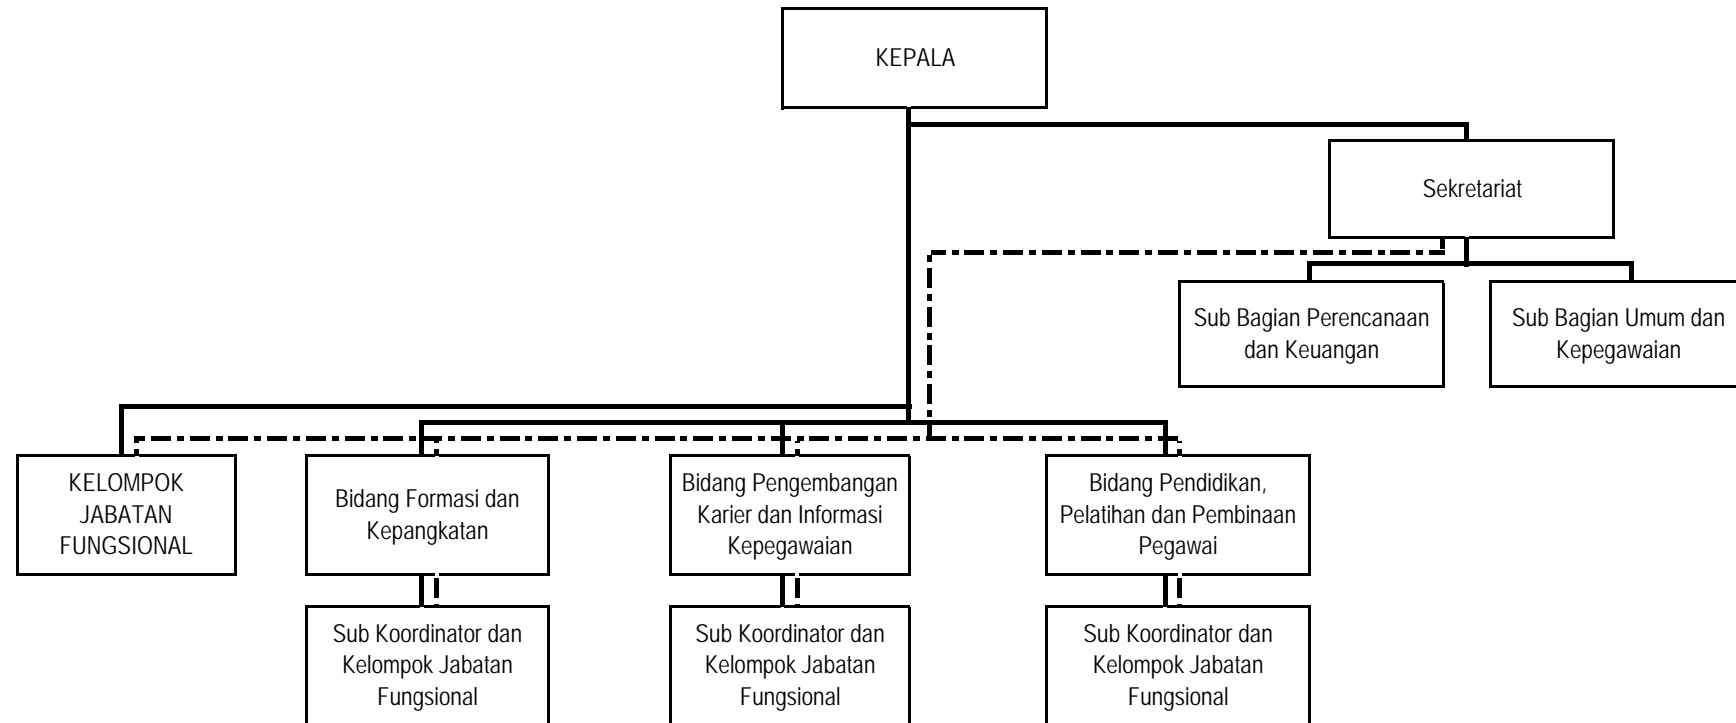 KEPALA
Sekretariat
Sub Bagian Perencanaan
dan Keuangan
Sub Bagian Umum dan
Kepegawaian
KELOMPOK
JABATAN
FUNGSIONAL
Bidang Formasi dan
Kepangkatan
Bidang Pengembangan
Karier dan Informasi
Kepegawaian
Bidang Pendidikan,
Pelatihan dan Pembinaan
Pegawai
Sub Koordinator dan
Kelompok Jabatan
Fungsional
Sub Koordinator dan
Kelompok Jabatan
Fungsional
Sub Koordinator dan
Kelompok Jabatan
Fungsional